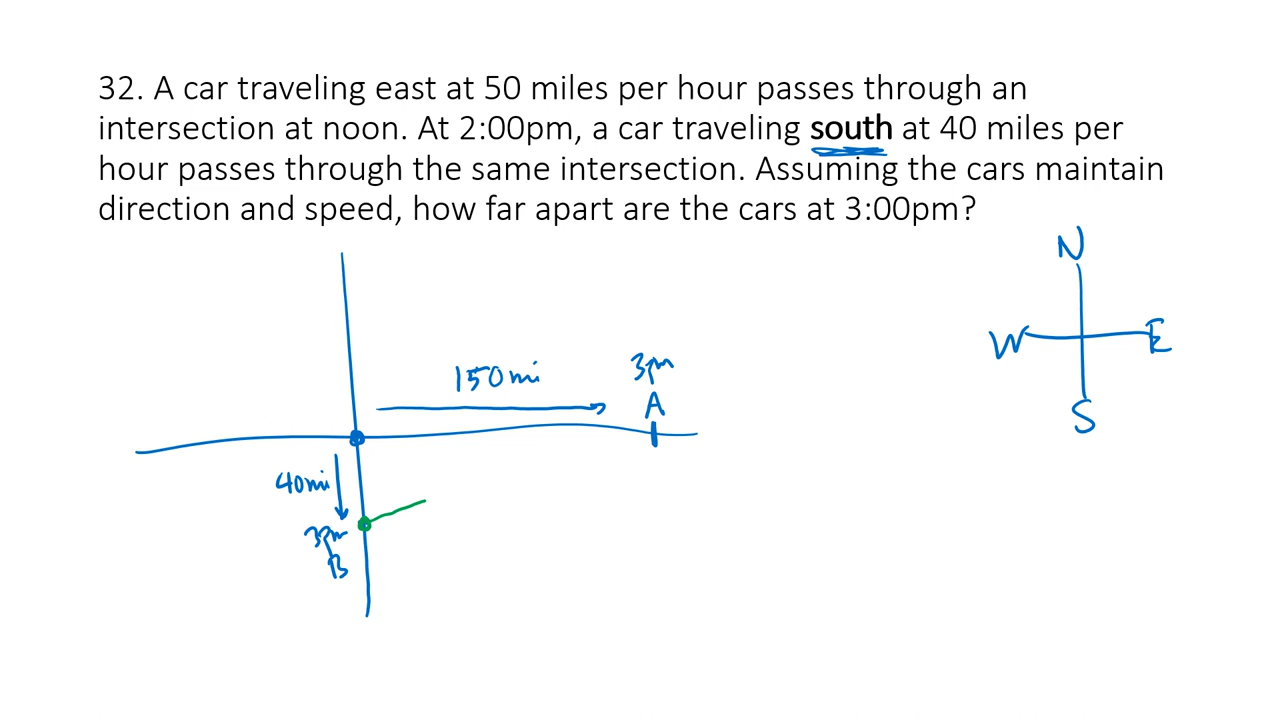 32. A car traveling east at 50 miles per hour passes through an
intersection at noon. At 2:00pm, a car traveling south at 40 miles per
hour passes through the same intersection. Assuming the cars maintain
direction and speed, how far apart are the cars at 3:00pm?
N
W E
S
150mi
3pm
A
40mi
3pm
B